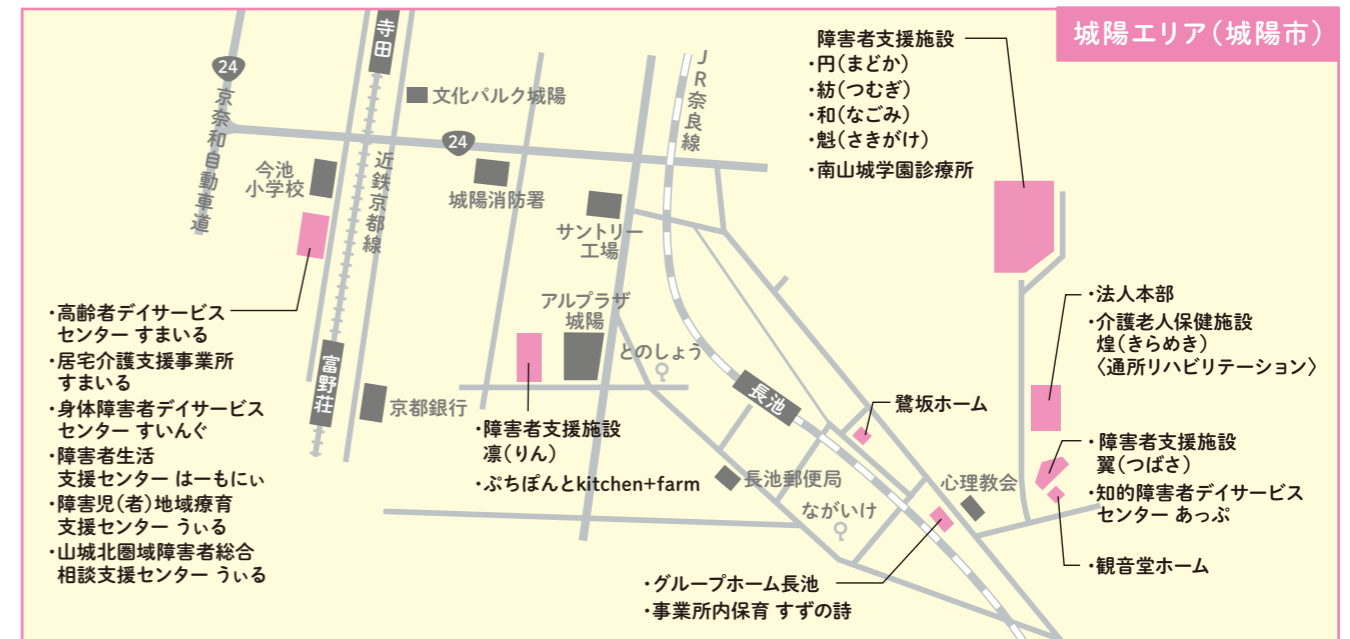 城陽エリア(城陽市)
寺田
24
京奈和自動車道
文化パルク城陽
24
近鉄京都線
今池
小学校
城陽消防署
サントリー
工場
JR奈良線
障害者支援施設
・円(まどか)
・紡(つむぎ)
・和(なごみ)
・魁(さきがけ)
・南山城学園診療所
・高齢者デイサービス
センター すまいる
・居宅介護支援事業所
すまいる
・身体障害者デイサービス
センター すいんぐ
・障害者生活
支援センター はーもにぃ
・障害児(者)地域療育
支援センター うぃる
・山城北圏域障害者総合
相談支援センター うぃる
富野荘
京都銀行
アルプラザ
城陽
とのしょう
・障害者支援施設
凛(りん)
・ぷちぽんとkitchen+farm
長池
鷺坂ホーム
長池郵便局
ながいけ
心理教会
・グループホーム長池
・事業所内保育 すずの詩
・法人本部
・介護老人保健施設
煌(きらめき)
〈通所リハビリテーション〉
・障害者支援施設
翼(つばさ)
・知的障害者デイサービス
センター あっぷ
・観音堂ホーム